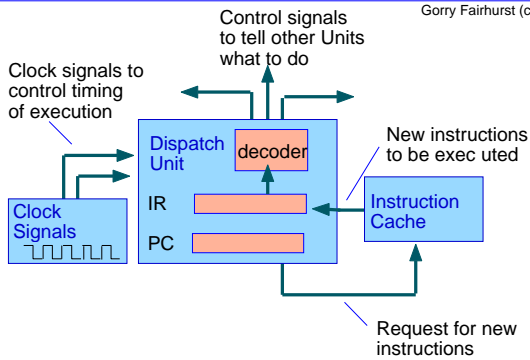 Gorry Fairhurst (c
Control signals
to tell other Units
what to do
Clock signals to
control timing
of execution
Dispatch
Unit
decoder
New instructions
to be exec uted
IR
PC
Clock
Signals
Instruction
Cache
Request for new
instructions